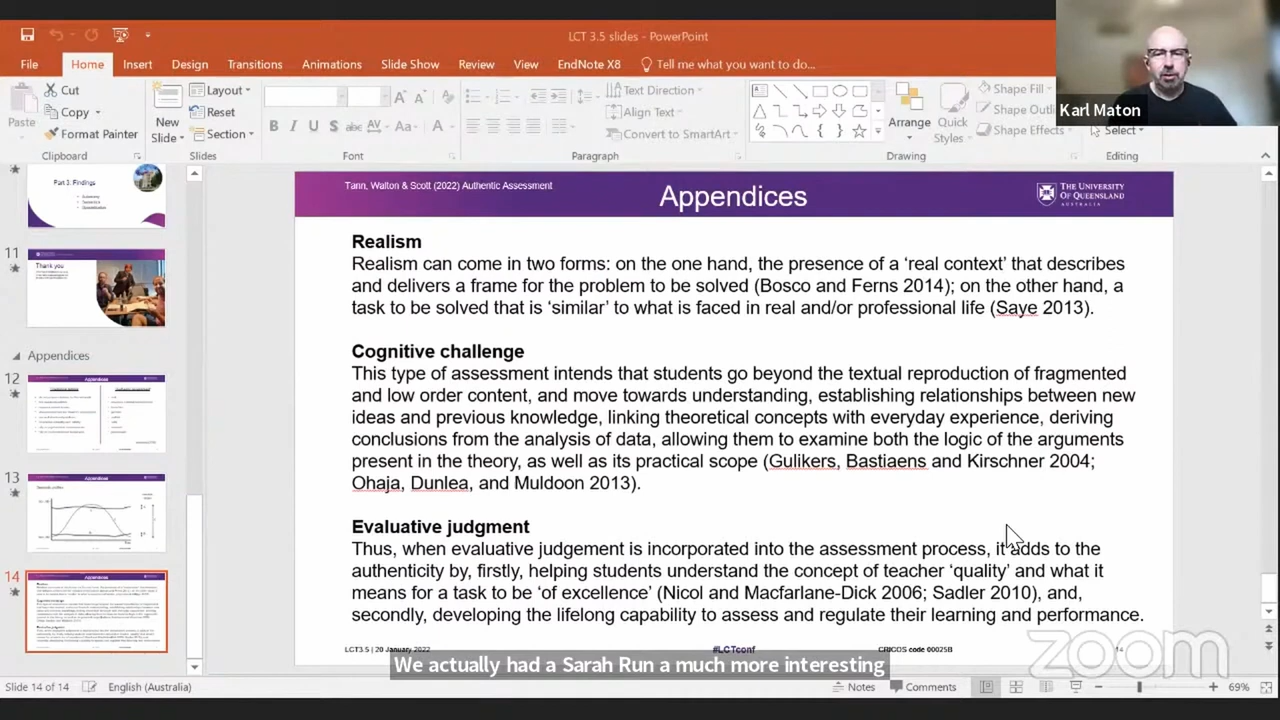 LCT 3.5 slides - PowerPoint
File Home Insert Design Transitions Animations Slide Show Review View EndNote X8 Tell me what you want to do...
Karl Maton
Paste
Cut
Copy
Format Painter
Clipboard
New Slide
Layout
Reset
Section
Slides
B I U S abc AV Aa A
Font
Text Direction
Align Text
Convert to SmartArt
Paragraph
Arrange
Quick Styles
Shape Fill
Shape Outl
Shape Effects
Drawing
Select
Editing
Part 3: Findings
11
Thank you
Appendices
12
Appendices
13
Appendices
14
Appendices
Tann, Walton & Scott (2022) Authentic Assessment
Appendices
THE UNIVERSITY
OF QUEENSLAND
AUSTRALIA
Realism
Realism can come in two forms: on the one hand, the presence of a ‘real context’ that describes
and delivers a frame for the problem to be solved (Bosco and Ferns 2014); on the other hand, a
task to be solved that is ‘similar’ to what is faced in real and/or professional life (Saye 2013).
Cognitive challenge
This type of assessment intends that students go beyond the textual reproduction of fragmented
and low order content, and move towards understanding, establishing relationships between new
ideas and previous knowledge, linking theoretical concepts with everyday experience, deriving
conclusions from the analysis of data, allowing them to examine both the logic of the arguments
present in the theory, as well as its practical scope (Gulikers, Bastiaens and Kirschner 2004;
Ohaja, Dunlea, and Muldoon 2013).
Evaluative judgment
Thus, when evaluative judgement is incorporated into the assessment process, it adds to the
authenticity by firstly, helping students understand the concept of teacher ‘quality’ and what it
means for a task to be ‘of excellence’ (Nicol and Macfarlane-Dick 2006; Sadler 2010), and,
secondly, developing the lifelong capability to assess and regulate their learning and performance.
LCT3.5 | 20 January 2022
#LCTconf
CRICOS code 00025B
14
We actually had a Sarah Run a much more interesting
zoom
Slide 14 of 14 English (Australia) Notes Comments 69%